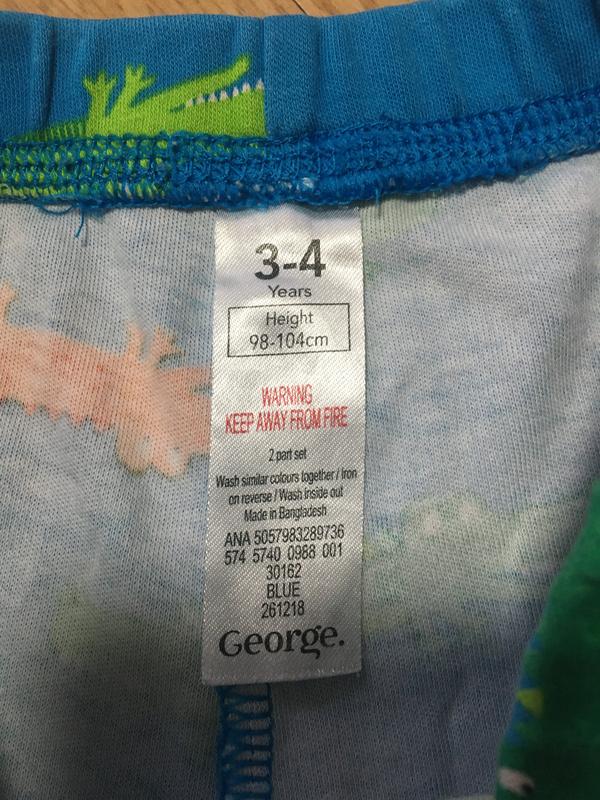 3-4
Years
Height
98-104cm
WARNING
KEEP AWAY FROM FIRE
2 part set
Wash similar colours together / Iron
on reverse / Wash inside out
Made in Bangladesh
ANA 5057983289736
574 5740 0988 001
30162
BLUE
261218
George.